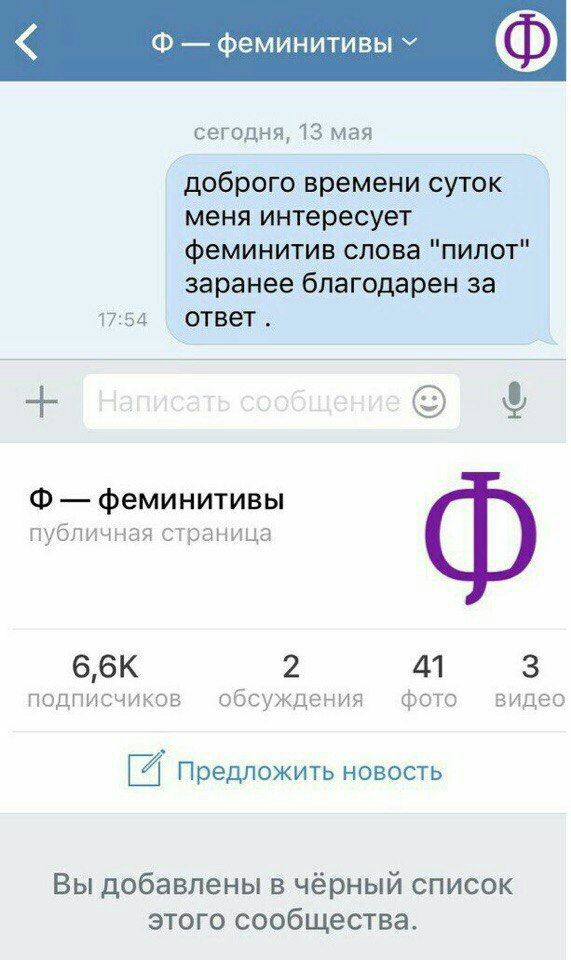 Ф — феминитивы
Ф
сегодня, 13 мая
доброго времени суток
меня интересует
феминитив слова "пилот"
заранее благодарен за
ответ .
17:54
Написать сообщение
Ф — феминитивы
публичная страница
Ф
6,6K 2 41 3
подписчиков обсуждения фото видео
Предложить новость
Вы добавлены в чёрный список
этого сообщества.